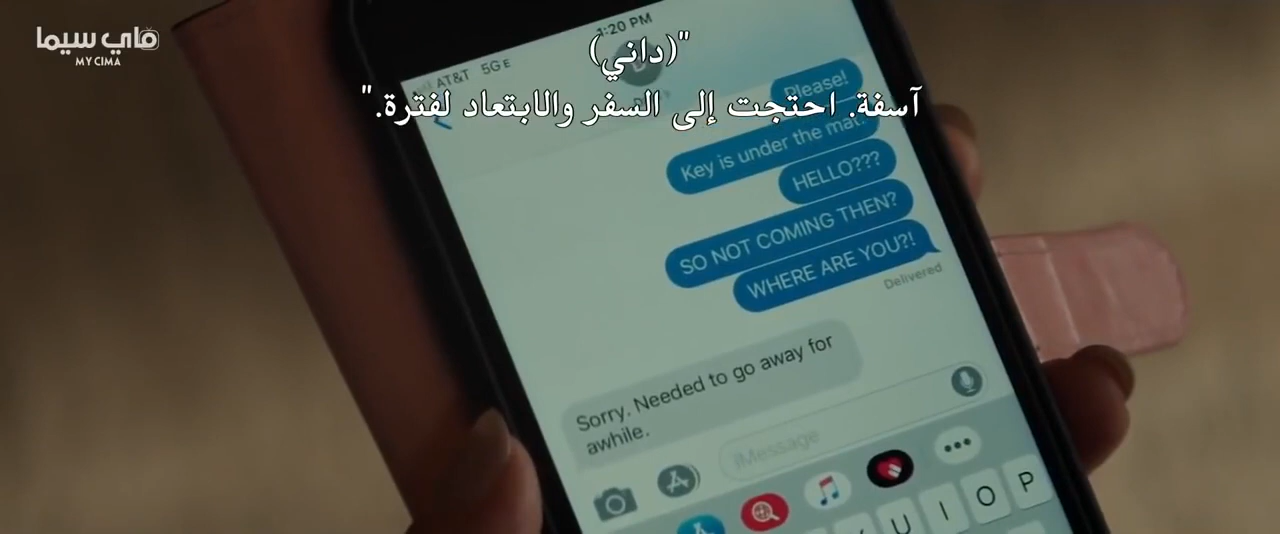 ماي سيما
MY CIMA
1:20 PM
AT&T 5GE
"(داني)
آسفة. احتجت إلى السفر والابتعاد لفترة."
Please!
Key is under the mat.
HELLO???
SO NOT COMING THEN?
WHERE ARE YOU?!
Delivered
Sorry. Needed to go away for
awhile.
iMessage
U I O P